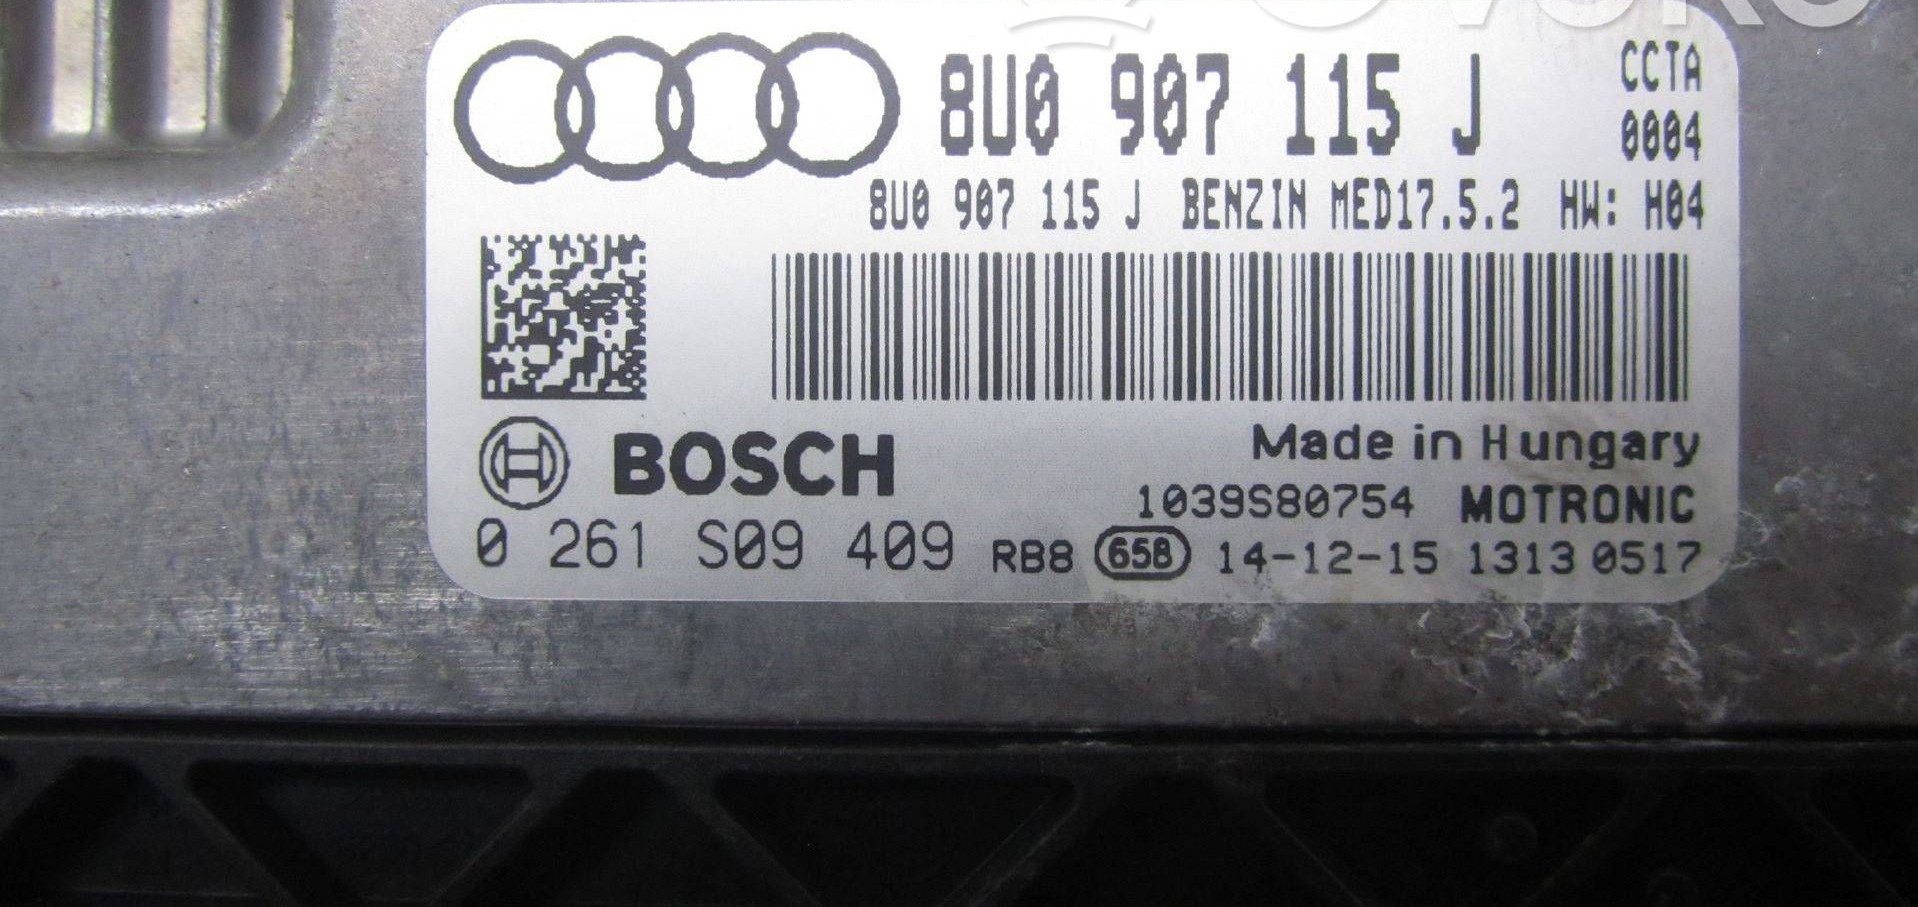 8U0 907 115 J CCTA
0004
8U0 907 115 J BENZIN MED17.5.2 HW: H04
BOSCH
Made in Hungary
1039S80754 MOTRONIC
0 261 S09 409 RB8 658 14-12-15 1313 0517